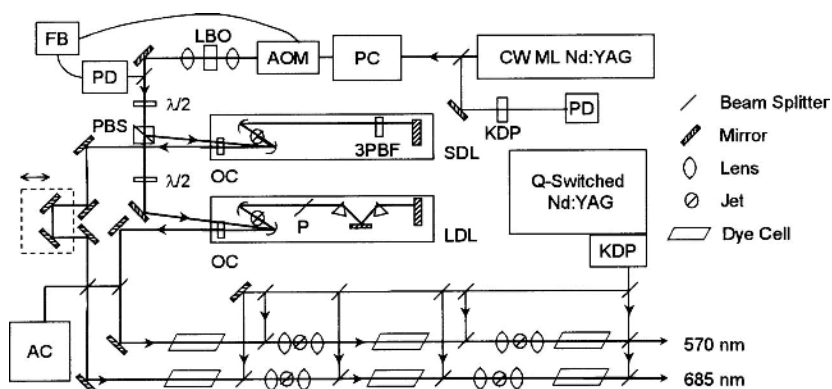 FB
LBO
AOM
PC
CW ML Nd:YAG
PD
λ/2
KDP
PD
PBS
3PBF
SDL
OC
λ/2
P
LDL
OC
Q-Switched
Nd:YAG
KDP
Beam Splitter
Mirror
Lens
Jet
Dye Cell
AC
570 nm
685 nm